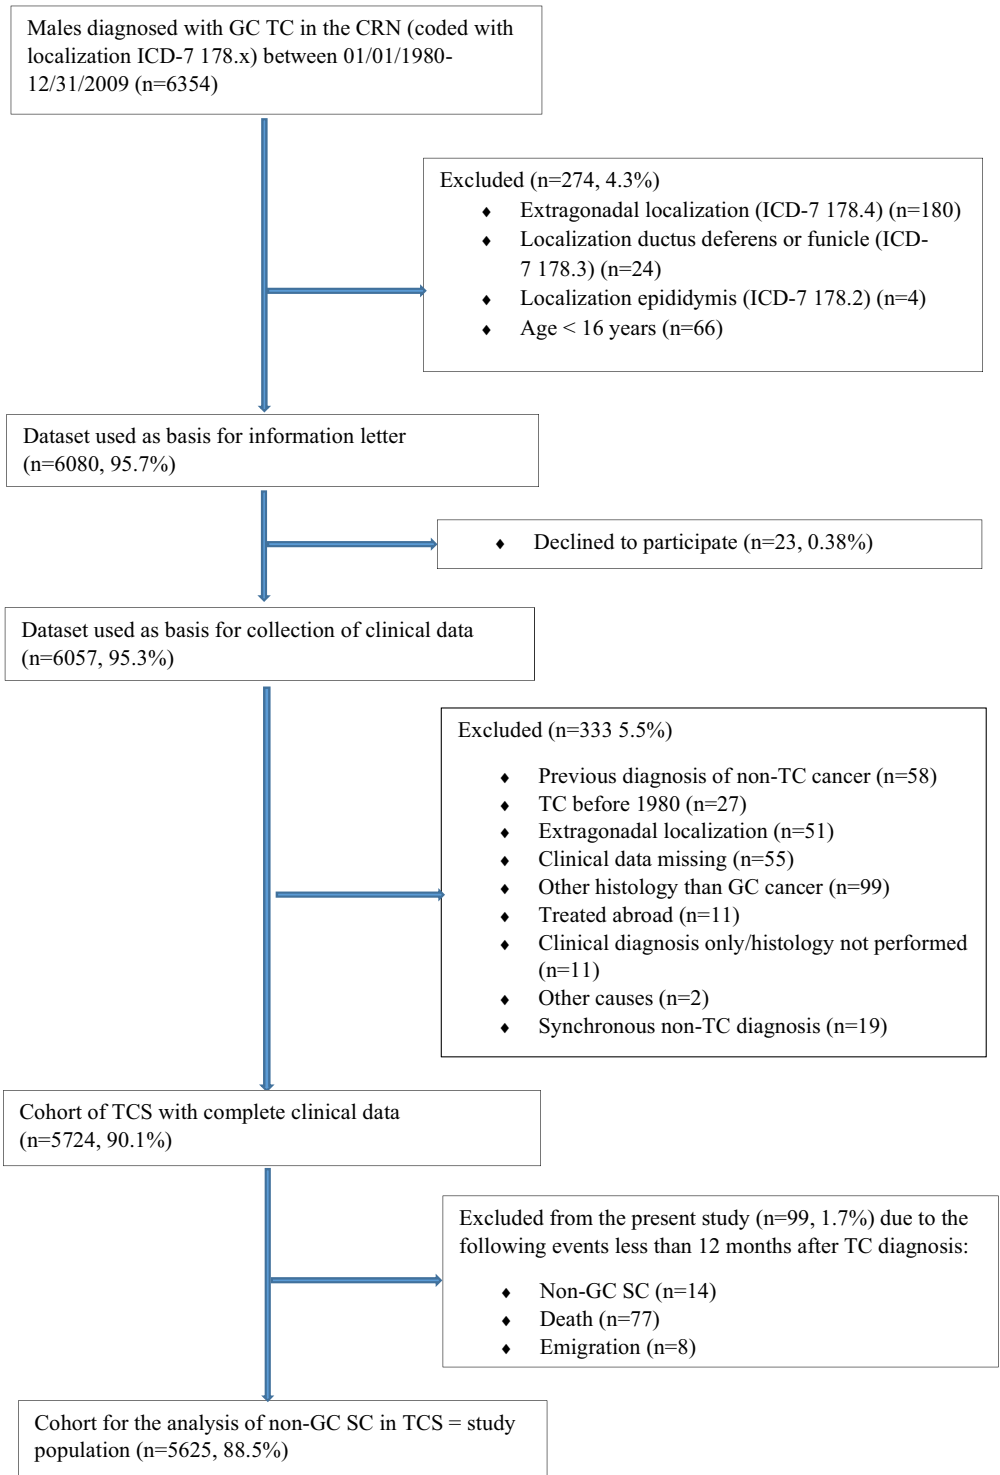 Males diagnosed with GC TC in the CRN (coded with
localization ICD-7 178.x) between 01/01/1980-
12/31/2009 (n=6354)
Excluded (n=274, 4.3%)
♦ Extragonadal localization (ICD-7 178.4) (n=180)
♦ Localization ductus deferens or funicle (ICD-
7 178.3) (n=24)
♦ Localization epididymis (ICD-7 178.2) (n=4)
♦ Age < 16 years (n=66)
Dataset used as basis for information letter
(n=6080, 95.7%)
♦ Declined to participate (n=23, 0.38%)
Dataset used as basis for collection of clinical data
(n=6057, 95.3%)
Excluded (n=333 5.5%)
♦ Previous diagnosis of non-TC cancer (n=58)
♦ TC before 1980 (n=27)
♦ Extragonadal localization (n=51)
♦ Clinical data missing (n=55)
♦ Other histology than GC cancer (n=99)
♦ Treated abroad (n=11)
♦ Clinical diagnosis only/histology not performed
(n=11)
♦ Other causes (n=2)
♦ Synchronous non-TC diagnosis (n=19)
Cohort of TCS with complete clinical data
(n=5724, 90.1%)
Excluded from the present study (n=99, 1.7%) due to the
following events less than 12 months after TC diagnosis:
♦ Non-GC SC (n=14)
♦ Death (n=77)
♦ Emigration (n=8)
Cohort for the analysis of non-GC SC in TCS = study
population (n=5625, 88.5%)